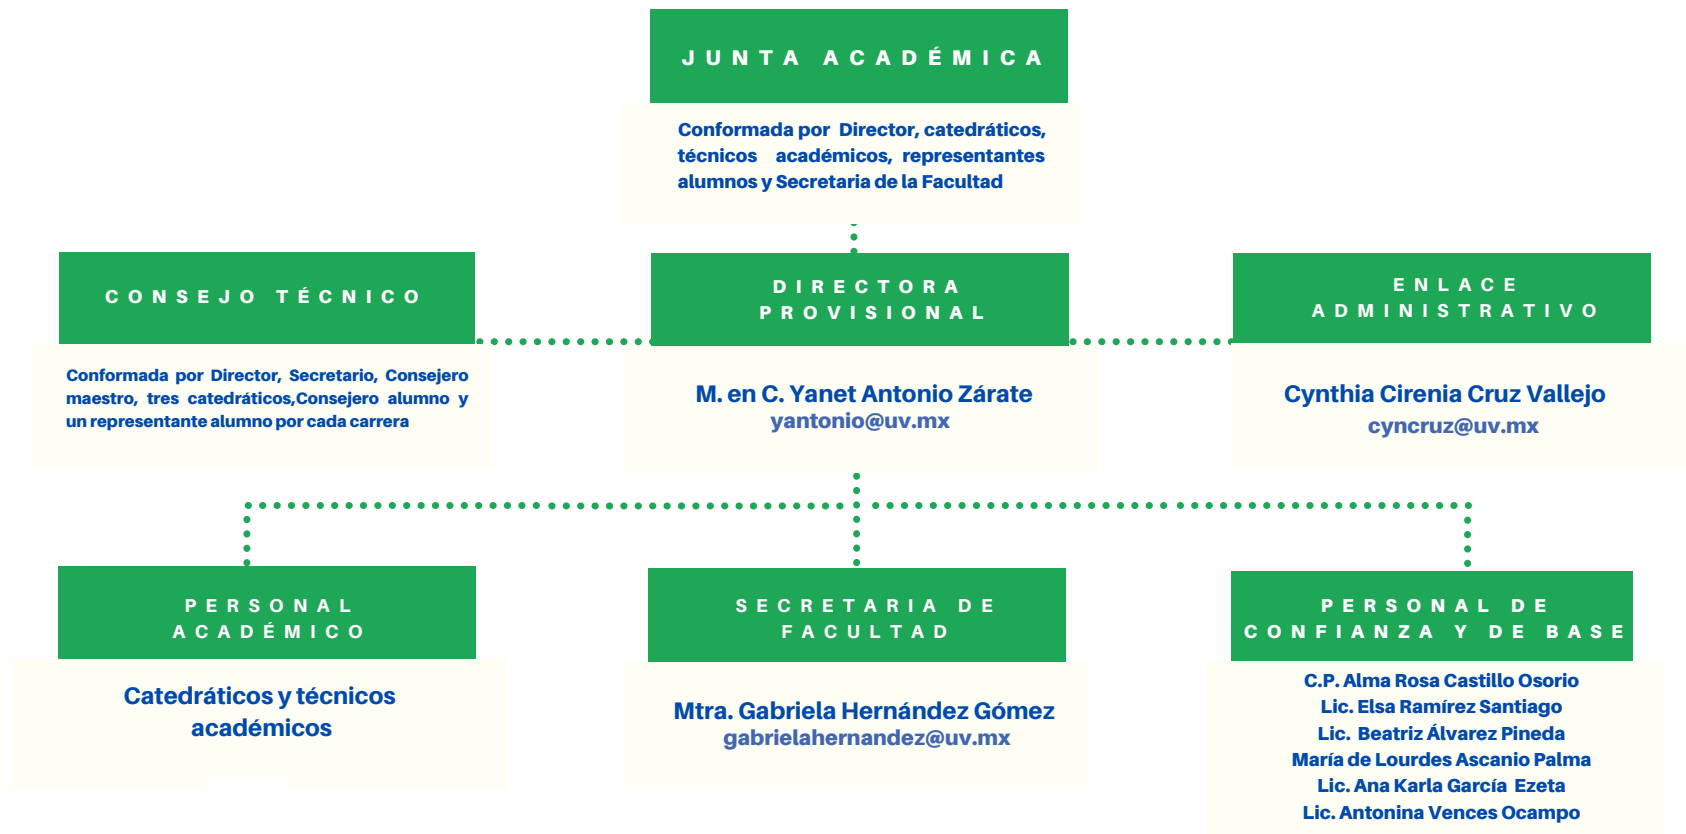 JUNTA ACADÉMICA
Conformada por Director, catedráticos,
técnicos académicos, representantes
alumnos y Secretaria de la Facultad
CONSEJO TÉCNICO
Conformada por Director, Secretario, Consejero
maestro, tres catedráticos,Consejero alumno y
un representante alumno por cada carrera
DIRECTORA
PROVISIONAL
M. en C. Yanet Antonio Zárate
yantonio@uv.mx
ENLACE
ADMINISTRATIVO
Cynthia Cirenia Cruz Vallejo
cyncruz@uv.mx
PERSONAL
ACADÉMICO
Catedráticos y técnicos
académicos
SECRETARIA DE
FACULTAD
Mtra. Gabriela Hernández Gómez
gabrielahernandez@uv.mx
PERSONAL DE
CONFIANZA Y DE BASE
C.P. Alma Rosa Castillo Osorio
Lic. Elsa Ramírez Santiago
Lic. Beatriz Álvarez Pineda
María de Lourdes Ascanio Palma
Lic. Ana Karla García Ezeta
Lic. Antonina Vences Ocampo